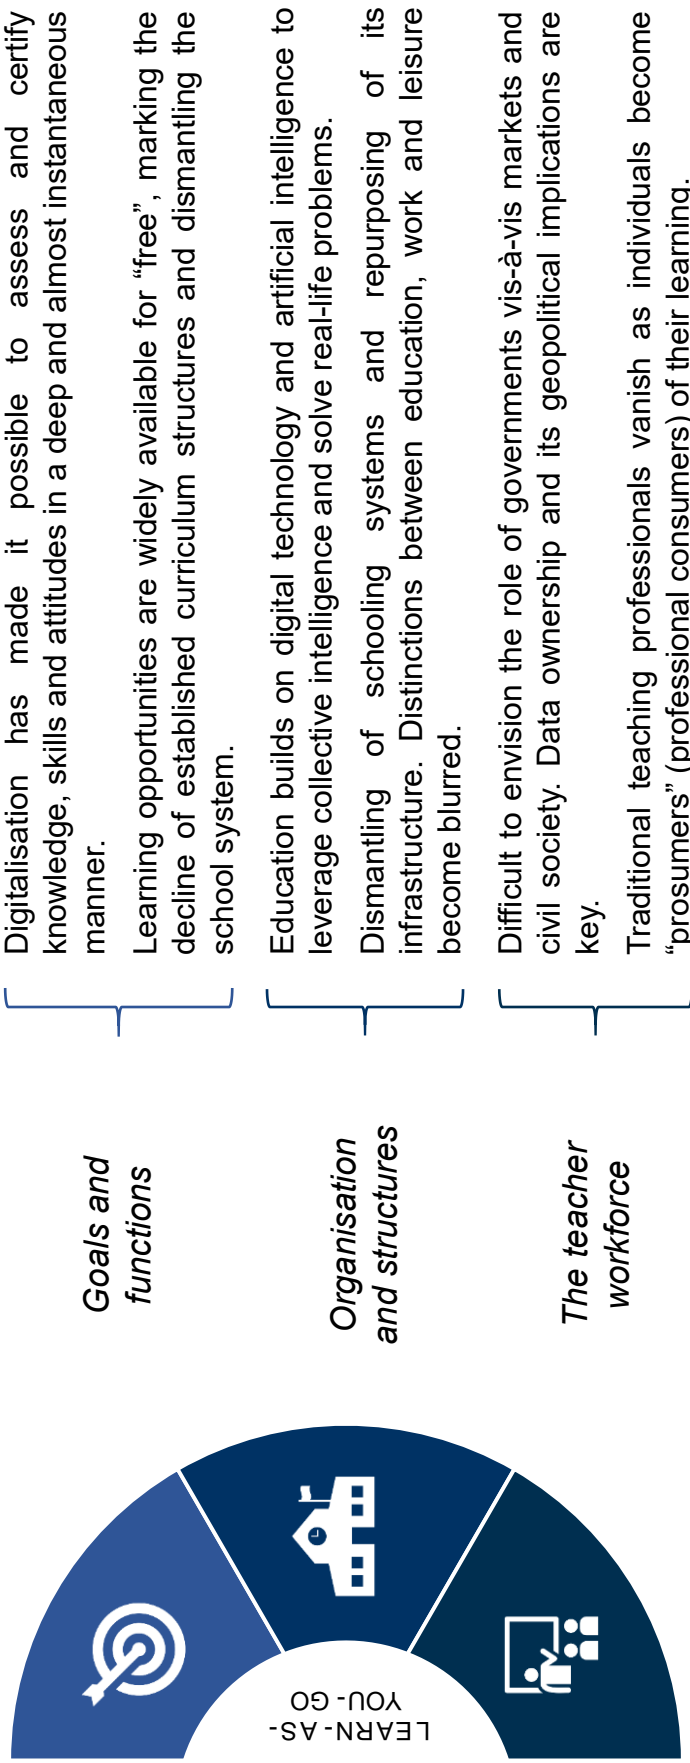 LEARN-AS-
YOU-GO
Goals and
functions
Digitalisation has made it possible to assess and certify
knowledge, skills and attitudes in a deep and almost instantaneous
manner.
Learning opportunities are widely available for “free”, marking the
decline of established curriculum structures and dismantling the
school system.
Organisation
and structures
Education builds on digital technology and artificial intelligence to
leverage collective intelligence and solve real-life problems.
Dismantling of schooling systems and repurposing of its
infrastructure. Distinctions between education, work and leisure
become blurred.
The teacher
workforce
Difficult to envision the role of governments vis-à-vis markets and
civil society. Data ownership and its geopolitical implications are
key.
Traditional teaching professionals vanish as individuals become
“prosumers” (professional consumers) of their learning.